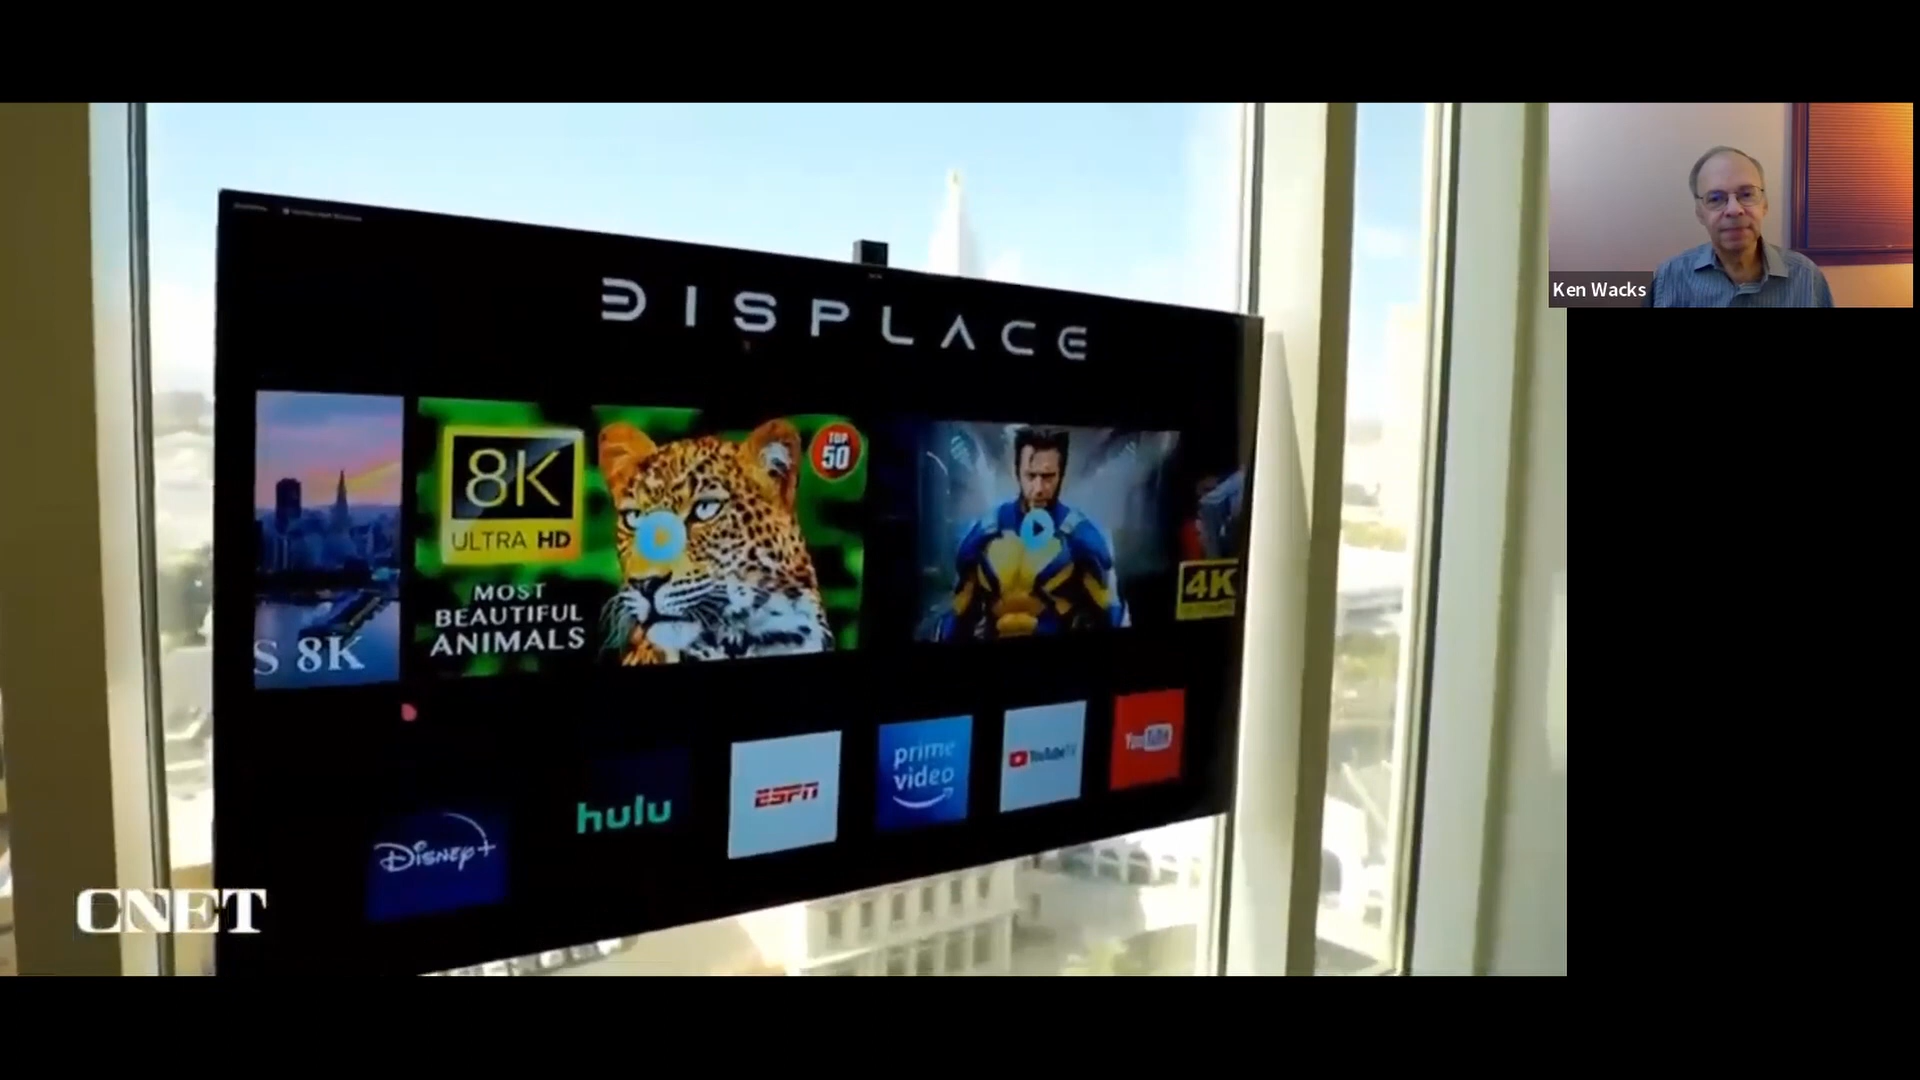 DISPLACE
S 8K
8K
ULTRA HD
MOST
BEAUTIFUL
ANIMALS
TOP
50
4K
Disney+
hulu
ESPN
prime
video
YouTube TV
YouTube
CNET
Ken Wacks